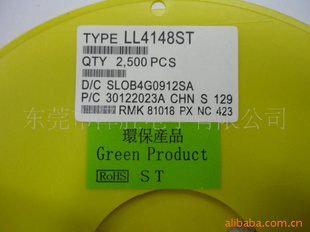 TYPE LL4148ST
QTY 2,500 PCS
D/C SLOB4G0912SA
P/C 30122023A CHN S 129
RMK 81018 PX NC 423
環保産品
Green Product
RoHS ST
alibaba.com.cn